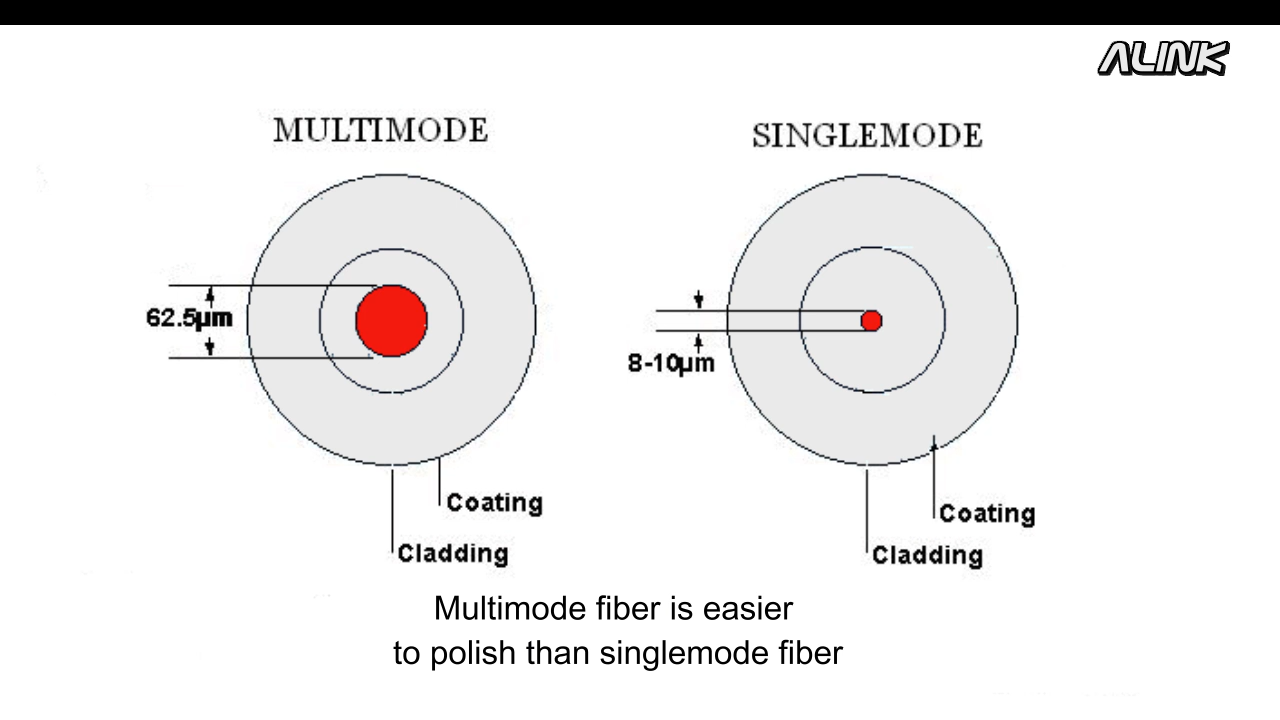 ALINK
MULTIMODE
SINGLEMODE
62.5µm
8-10µm
Coating
Cladding
Coating
Cladding
Multimode fiber is easier
to polish than singlemode fiber